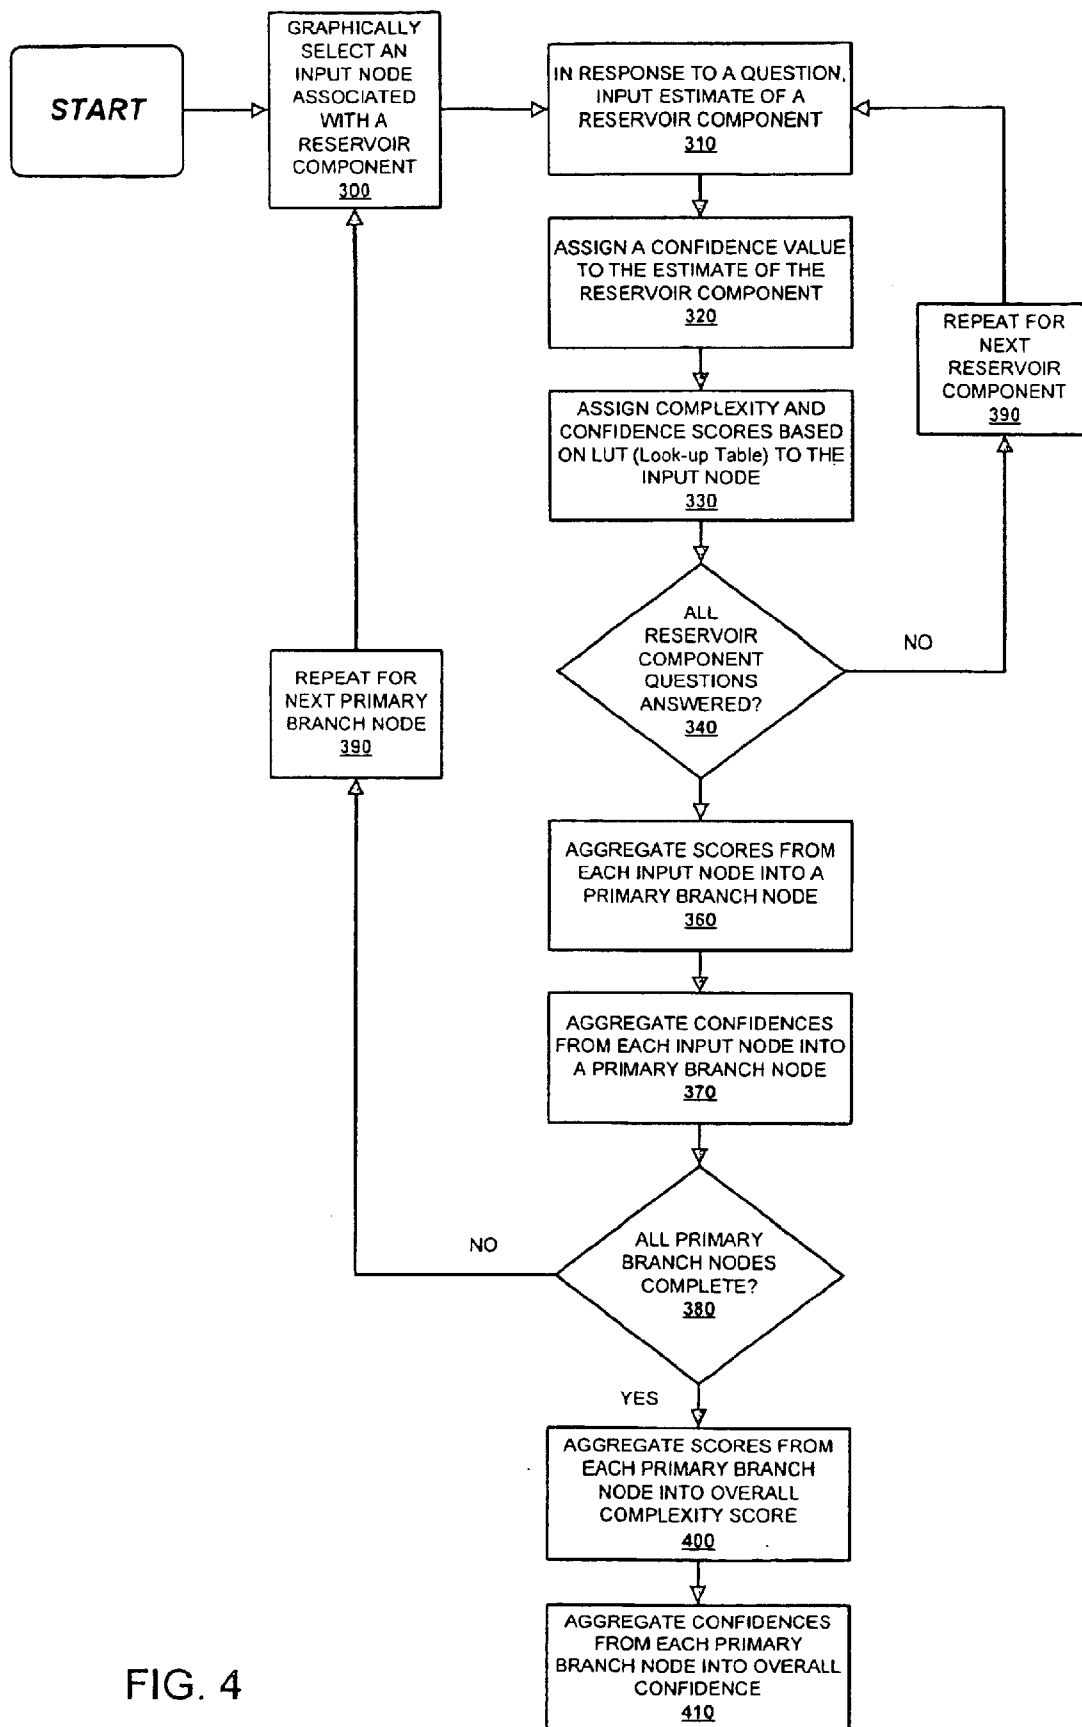 START
GRAPHICALLY
SELECT AN
INPUT NODE
ASSOCIATED
WITH A
RESERVOIR
COMPONENT
300
IN RESPONSE TO A QUESTION,
INPUT ESTIMATE OF A
RESERVOIR COMPONENT
310
ASSIGN A CONFIDENCE VALUE
TO THE ESTIMATE OF THE
RESERVOIR COMPONENT
320
REPEAT FOR
NEXT
RESERVOIR
COMPONENT
390
ASSIGN COMPLEXITY AND
CONFIDENCE SCORES BASED
ON LUT (Look-up Table) TO THE
INPUT NODE
330
ALL
RESERVOIR
COMPONENT
QUESTIONS
ANSWERED?
340
NO
REPEAT FOR
NEXT PRIMARY
BRANCH NODE
390
AGGREGATE SCORES FROM
EACH INPUT NODE INTO A
PRIMARY BRANCH NODE
360
AGGREGATE CONFIDENCES
FROM EACH INPUT NODE INTO
A PRIMARY BRANCH NODE
370
ALL PRIMARY
BRANCH NODES
COMPLETE?
380
NO
YES
AGGREGATE SCORES FROM
EACH PRIMARY BRANCH
NODE INTO OVERALL
COMPLEXITY SCORE
400
AGGREGATE CONFIDENCES
FROM EACH PRIMARY
BRANCH NODE INTO OVERALL
CONFIDENCE
410
FIG. 4